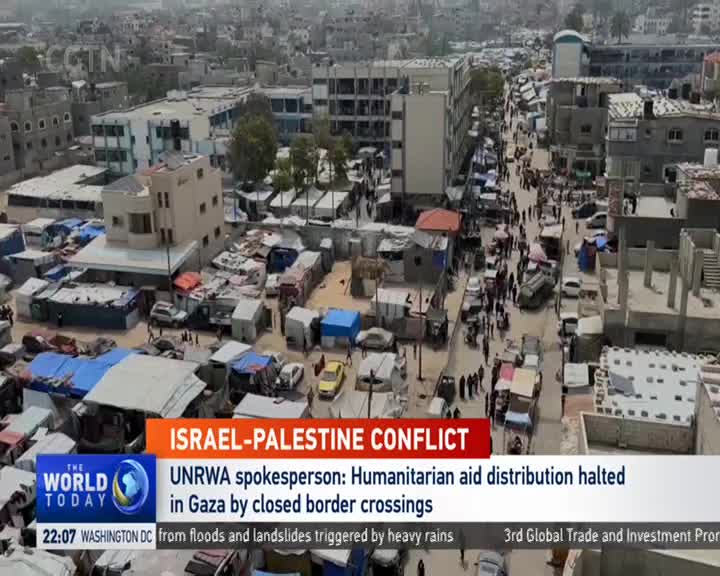 CGTN
ISRAEL-PALESTINE CONFLICT
UNRWA spokesperson: Humanitarian aid distribution halted
in Gaza by closed border crossings
THE
WORLD
TODAY
22:07 WASHINGTON DC
from floods and landslides triggered by heavy rains 3rd Global Trade and Investment Pror